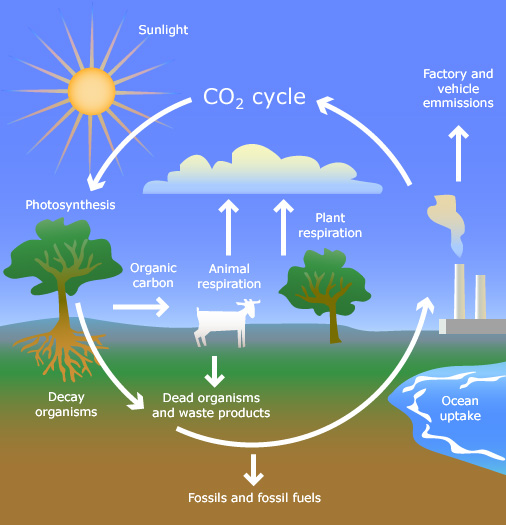 Sunlight
Factory and
vehicle
emmissions
CO₂ cycle
Photosynthesis
Plant
respiration
Organic
carbon
Animal
respiration
Decay
organisms
Dead organisms
and waste products
Ocean
uptake
Fossils and fossil fuels